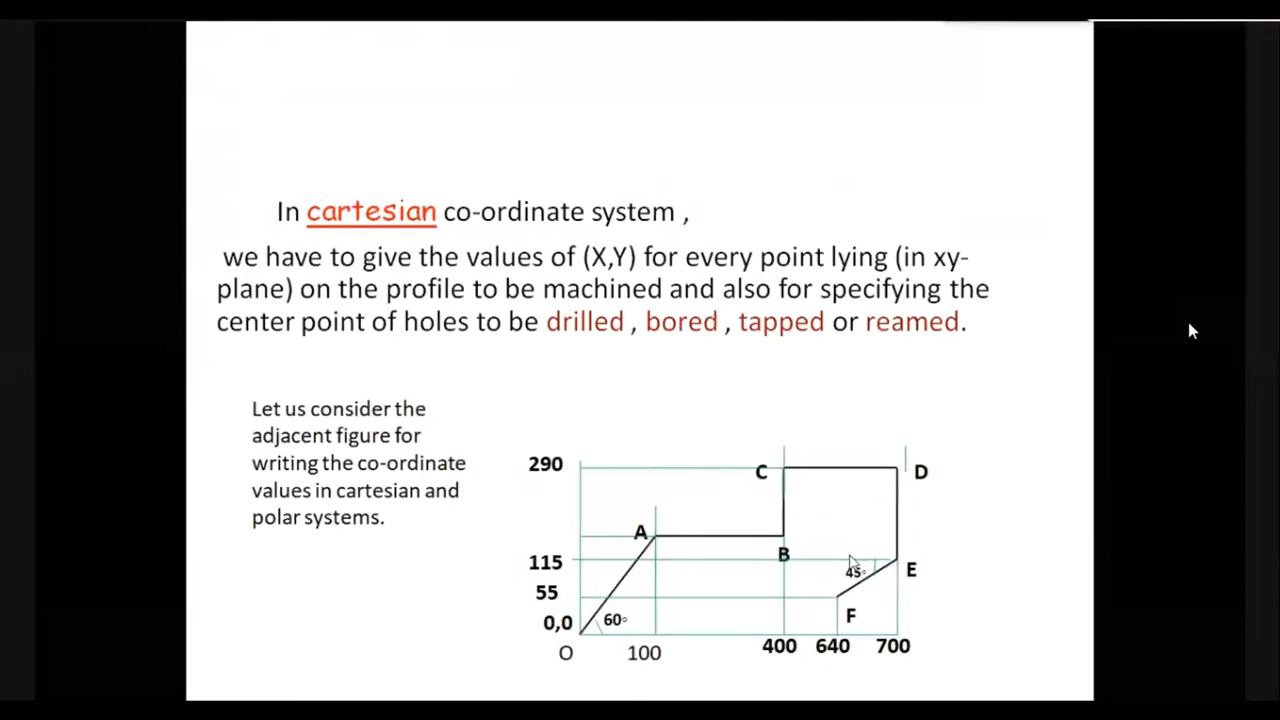 In cartesian co-ordinate system ,
we have to give the values of (X,Y) for every point lying (in xy-
plane) on the profile to be machined and also for specifying the
center point of holes to be drilled , bored , tapped or reamed.
Let us consider the
adjacent figure for
writing the co-ordinate
values in cartesian and
polar systems.
290
C
D
A
B
115
45°
E
55
F
0,0
60°
O
100
400
640
700